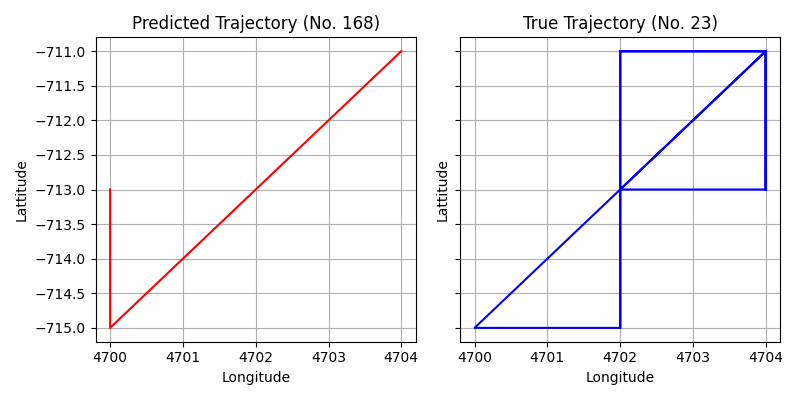 Predicted Trajectory (No. 168)
−711.0
−711.5
−712.0
−712.5
−713.0
−713.5
−714.0
−714.5
−715.0
Lattitude
4700 4701 4702 4703 4704
Longitude
True Trajectory (No. 23)
Lattitude
4700 4701 4702 4703 4704
Longitude